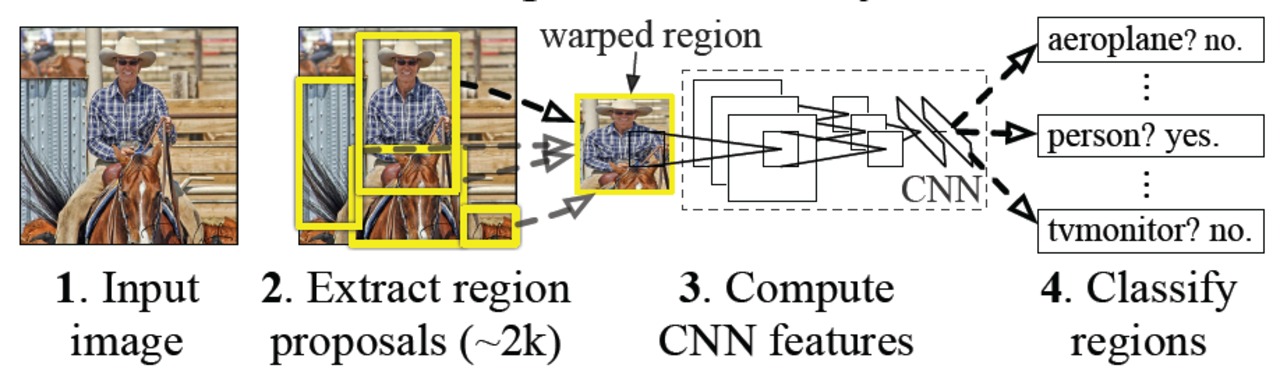 warped region
aeroplane? no.
person? yes.
CNN
tvmonitor? no.
1. Input
image
2. Extract region
proposals (~2k)
3. Compute
CNN features
4. Classify
regions